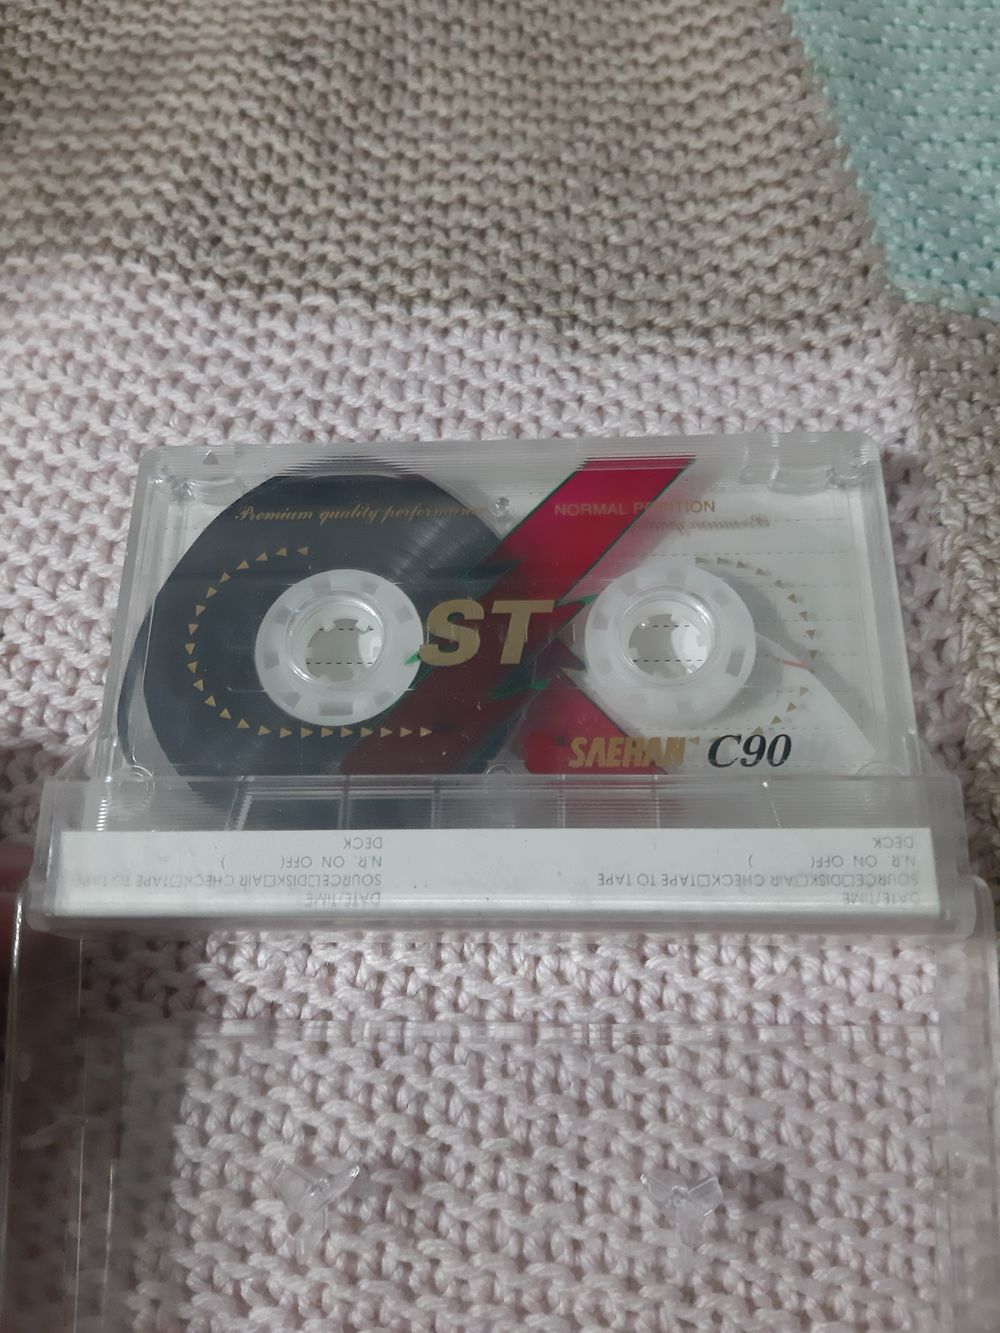 Premium quality performance
NORMAL POSITION
ST
SAEHAN C90
DECK
N.R. ON OFF( )
SOURCE□DISK□AIR CHECK□TAPE TO TAPE
DATE/TIME
DECK
N.R. ON OFF( )
SOURCE□DISK□AIR CHECK□TAPE TO TAPE
DATE/TIME